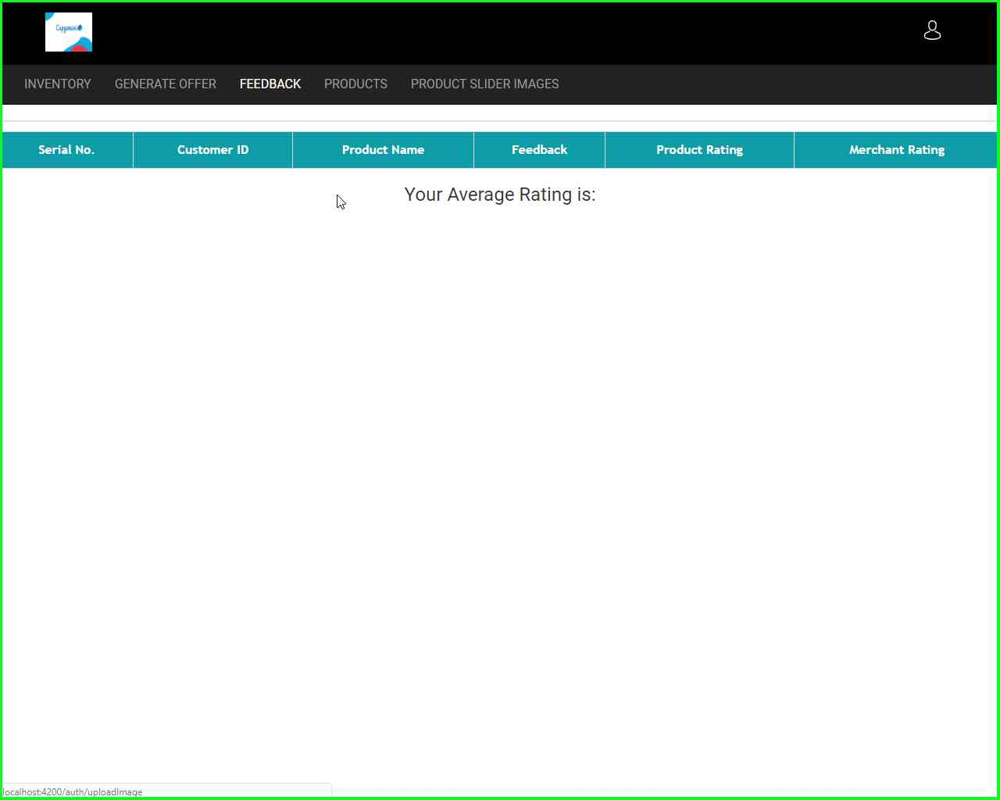 Capgemini
INVENTORY GENERATE OFFER FEEDBACK PRODUCTS PRODUCT SLIDER IMAGES
Serial No. Customer ID Product Name Feedback Product Rating Merchant Rating
Your Average Rating is:
localhost:4200/auth/uploadImage